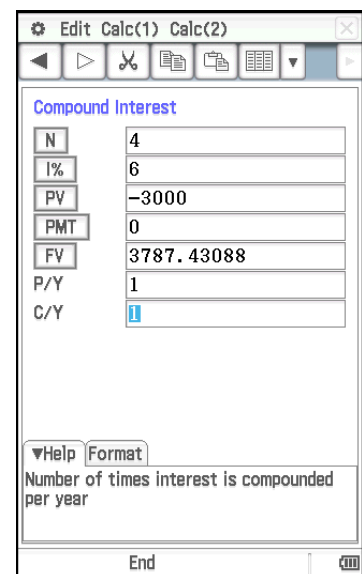 Edit Calc(1) Calc(2)
Compound Interest
N 4
I% 6
PV -3000
PMT 0
FV 3787.43088
P/Y 1
C/Y 1
▼Help Format
Number of times interest is compounded
per year
End